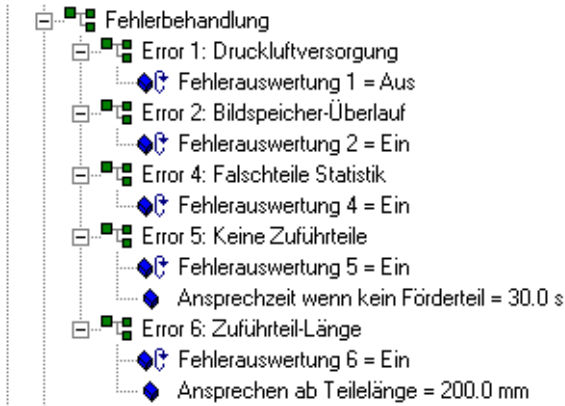 Fehlerbehandlung
Error 1: Druckluftversorgung
Fehlerauswertung 1 = Aus
Error 2: Bildspeicher-Überlauf
Fehlerauswertung 2 = Ein
Error 4: Falschteile Statistik
Fehlerauswertung 4 = Ein
Error 5: Keine Zuführteile
Fehlerauswertung 5 = Ein
Ansprechzeit wenn kein Förderteil = 30.0 s
Error 6: Zuführteil-Länge
Fehlerauswertung 6 = Ein
Ansprechen ab Teilelänge = 200.0 mm